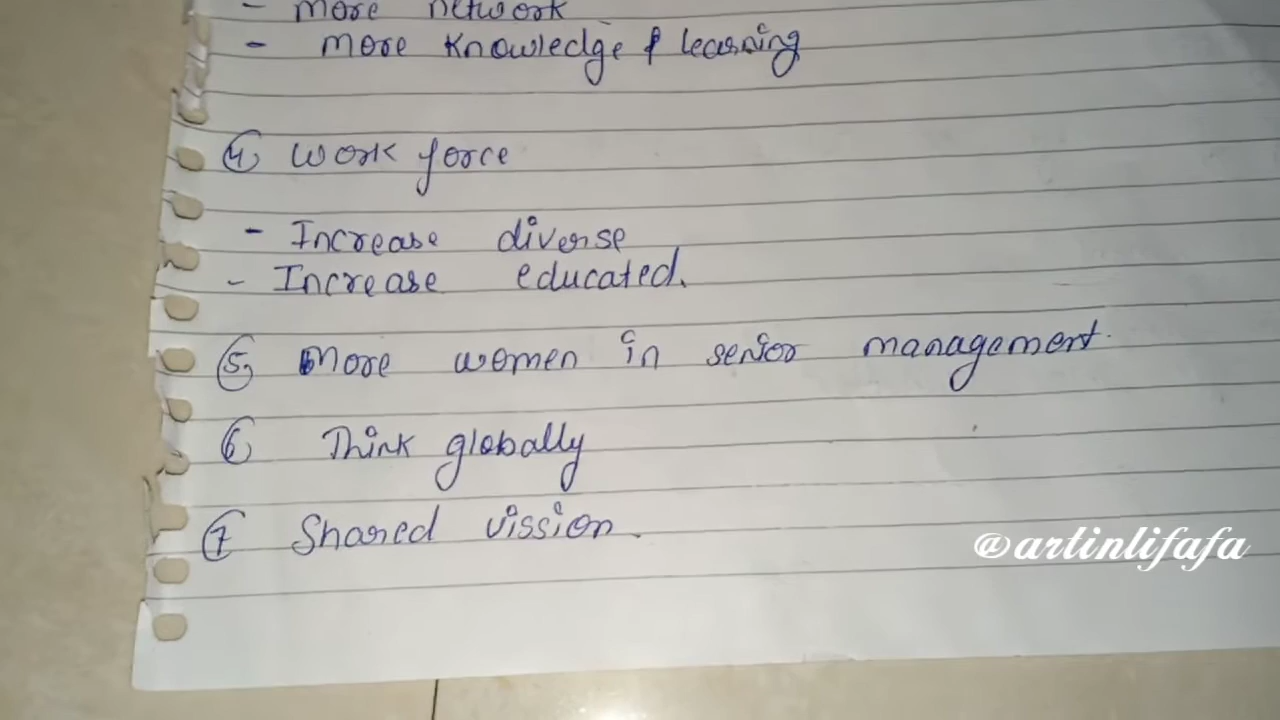 - more network
- more knowledge & learning
4) Work force
- Increase diverse
- Increase educated.
5) More women in senior management.
6) Think globally
7) Shared vission.
@artinlifafa